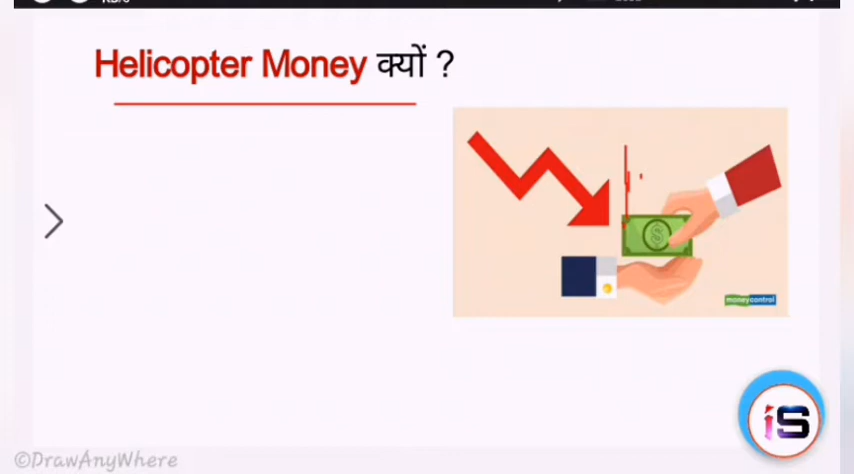 Helicopter Money क्यों ?
moneycontrol
iS
©DrawAnyWhere